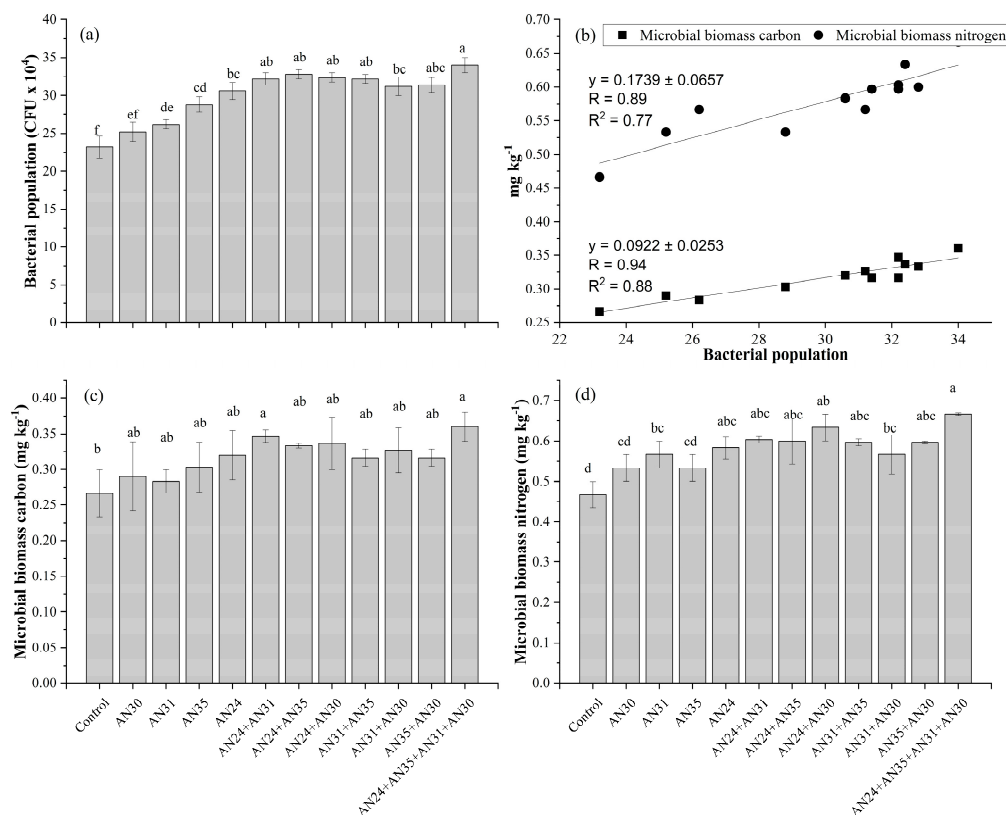 (a)
Bacterial population (CFU x 10⁴)
40
35
30
25
20
15
10
5
0
f
ef
de
cd
bc
ab
ab
ab
ab
bc
abc
a
(b)
Microbial biomass carbon
Microbial biomass nitrogen
mg kg⁻¹
0.70
0.65
0.60
0.55
0.50
0.45
0.40
0.35
0.30
0.25
y = 0.1739 ± 0.0657
R = 0.89
R² = 0.77
y = 0.0922 ± 0.0253
R = 0.94
R² = 0.88
22
24
26
28
30
32
34
Bacterial population
(c)
Microbial biomass carbon (mg kg⁻¹)
0.40
0.35
0.30
0.25
0.20
0.15
0.10
0.05
0.00
b
ab
ab
ab
ab
a
ab
ab
ab
ab
ab
a
Control
AN30
AN31
AN35
AN24
AN24+AN31
AN24+AN35
AN24+AN30
AN31+AN35
AN31+AN30
AN35+AN30
AN24+AN35+AN31+AN30
(d)
Microbial biomass nitrogen (mg kg⁻¹)
0.7
0.6
0.5
0.4
0.3
0.2
0.1
0.0
d
cd
bc
cd
abc
abc
abc
ab
abc
bc
abc
a
Control
AN30
AN31
AN35
AN24
AN24+AN31
AN24+AN35
AN24+AN30
AN31+AN35
AN31+AN30
AN35+AN30
AN24+AN35+AN31+AN30